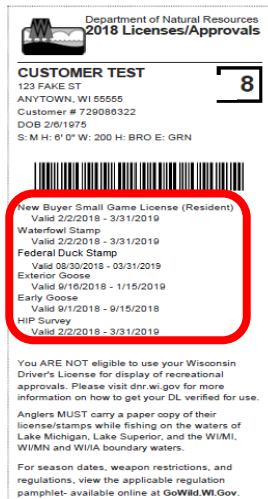 Department of Natural Resources
2018 Licenses/Approvals
CUSTOMER TEST
8
123 FAKE ST
ANYTOWN, WI 55555
Customer # 729086322
DOB 2/6/1975
S: M H: 6' 0" W: 200 H: BRO E: GRN
New Buyer Small Game License (Resident)
Valid 2/2/2018 - 3/31/2019
Waterfowl Stamp
Valid 2/2/2018 - 3/31/2019
Federal Duck Stamp
Valid 08/30/2018 - 03/31/2019
Exterior Goose
Valid 9/16/2018 - 1/15/2019
Early Goose
Valid 9/1/2018 - 9/15/2018
HIP Survey
Valid 2/2/2018 - 3/31/2019
You ARE NOT eligible to use your Wisconsin
Driver's License for display of recreational
approvals. Please visit dnr.wi.gov for more
information on how to get your DL verified for use.
Anglers MUST carry a paper copy of their
license/stamps while fishing on the waters of
Lake Michigan, Lake Superior, and the WI/MI,
WI/MN and WI/IA boundary waters.
For season dates, weapon restrictions, and
regulations, view the applicable regulation
pamphlet- available online at GoWild.WI.Gov.